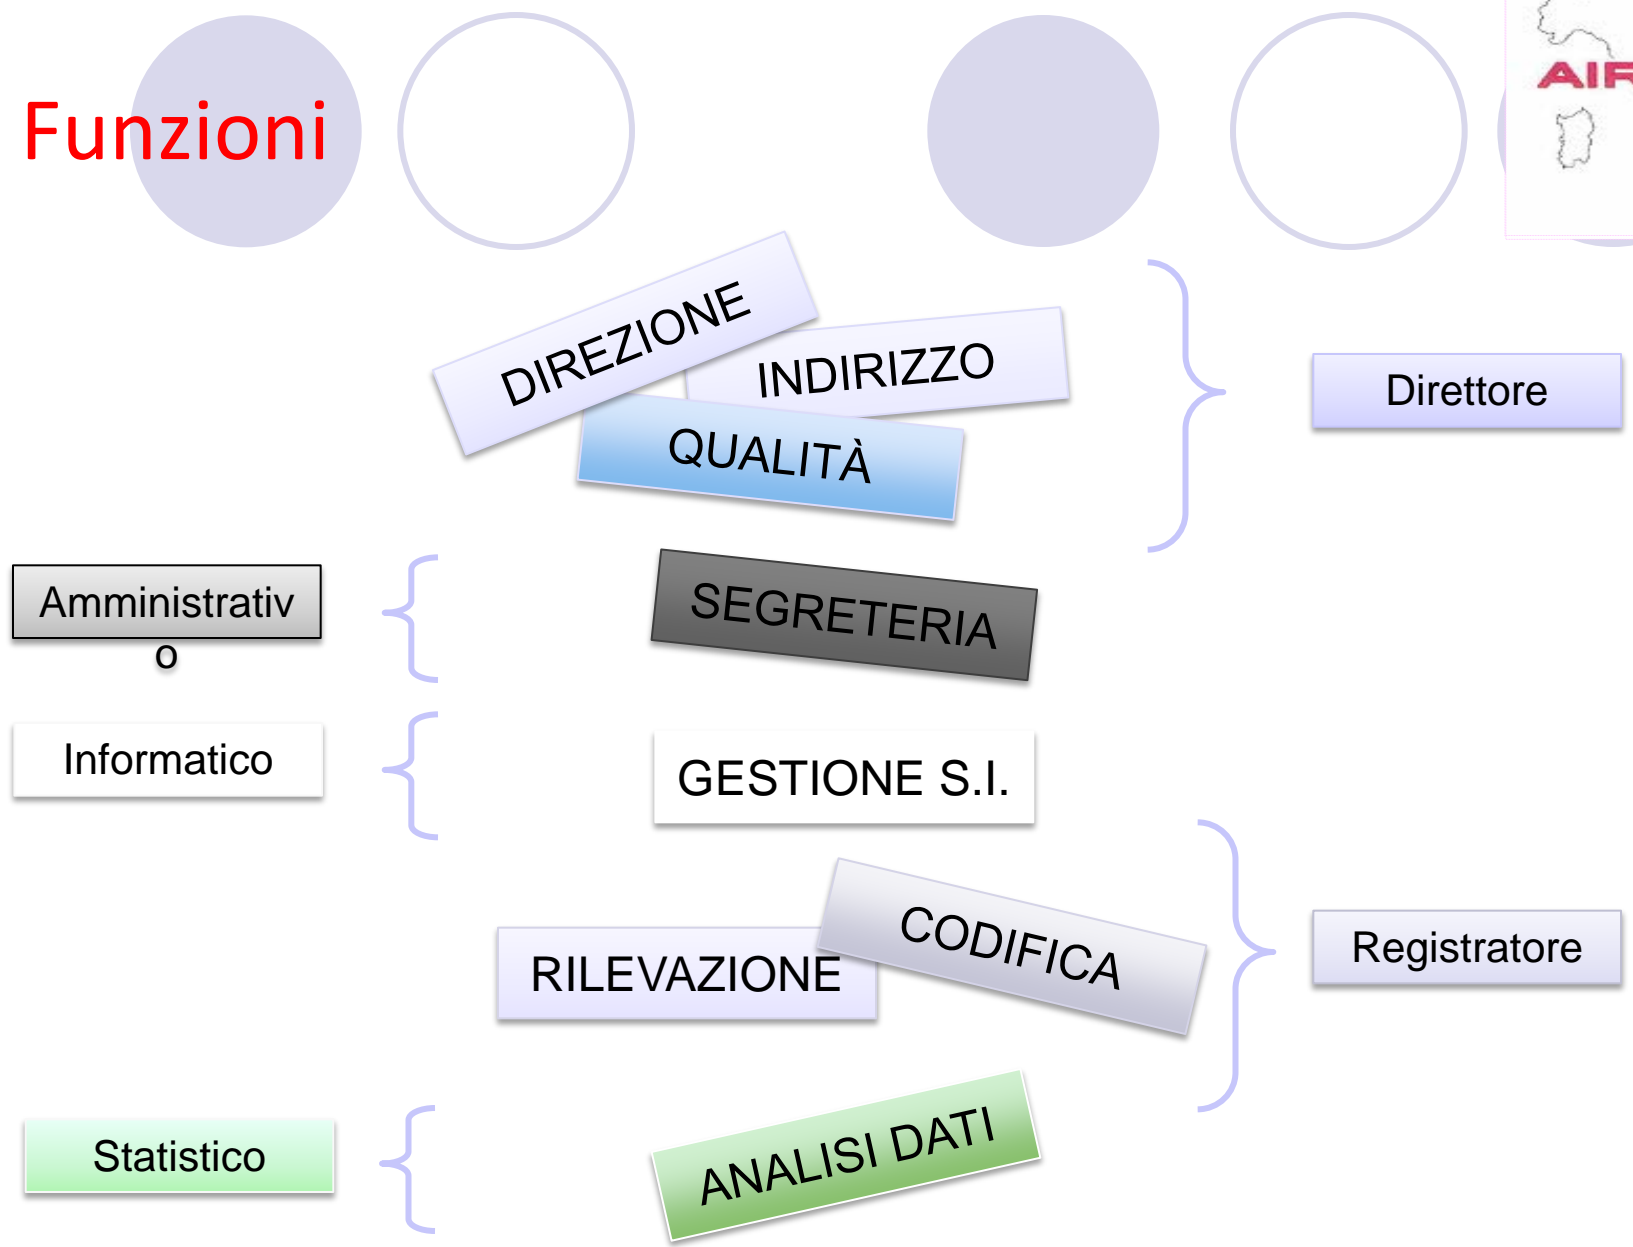 Funzioni
AIR
DIREZIONE
INDIRIZZO
QUALITÀ
Direttore
Amministrativ
o
SEGRETERIA
Informatico
GESTIONE S.I.
CODIFICA
RILEVAZIONE
Registratore
Statistico
ANALISI DATI